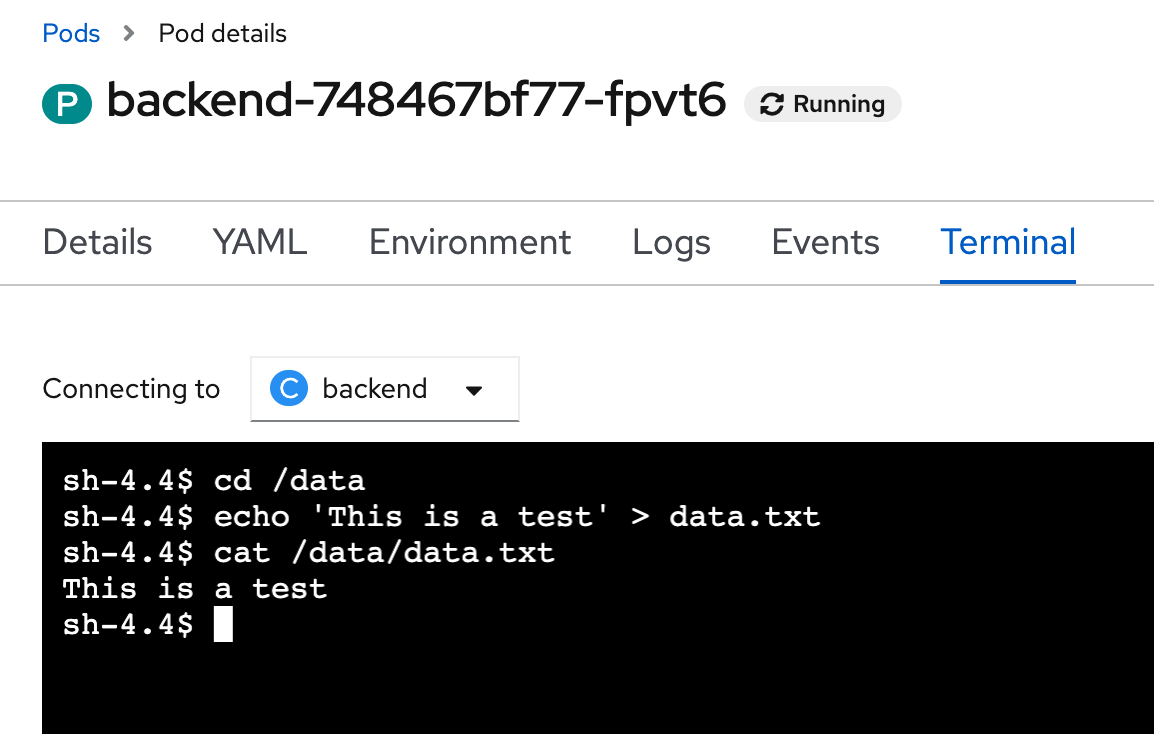 Pods > Pod details
P backend-748467bf77-fpvt6 Running
Details YAML Environment Logs Events Terminal
Connecting to C backend
sh-4.4$ cd /data
sh-4.4$ echo 'This is a test' > data.txt
sh-4.4$ cat /data/data.txt
This is a test
sh-4.4$